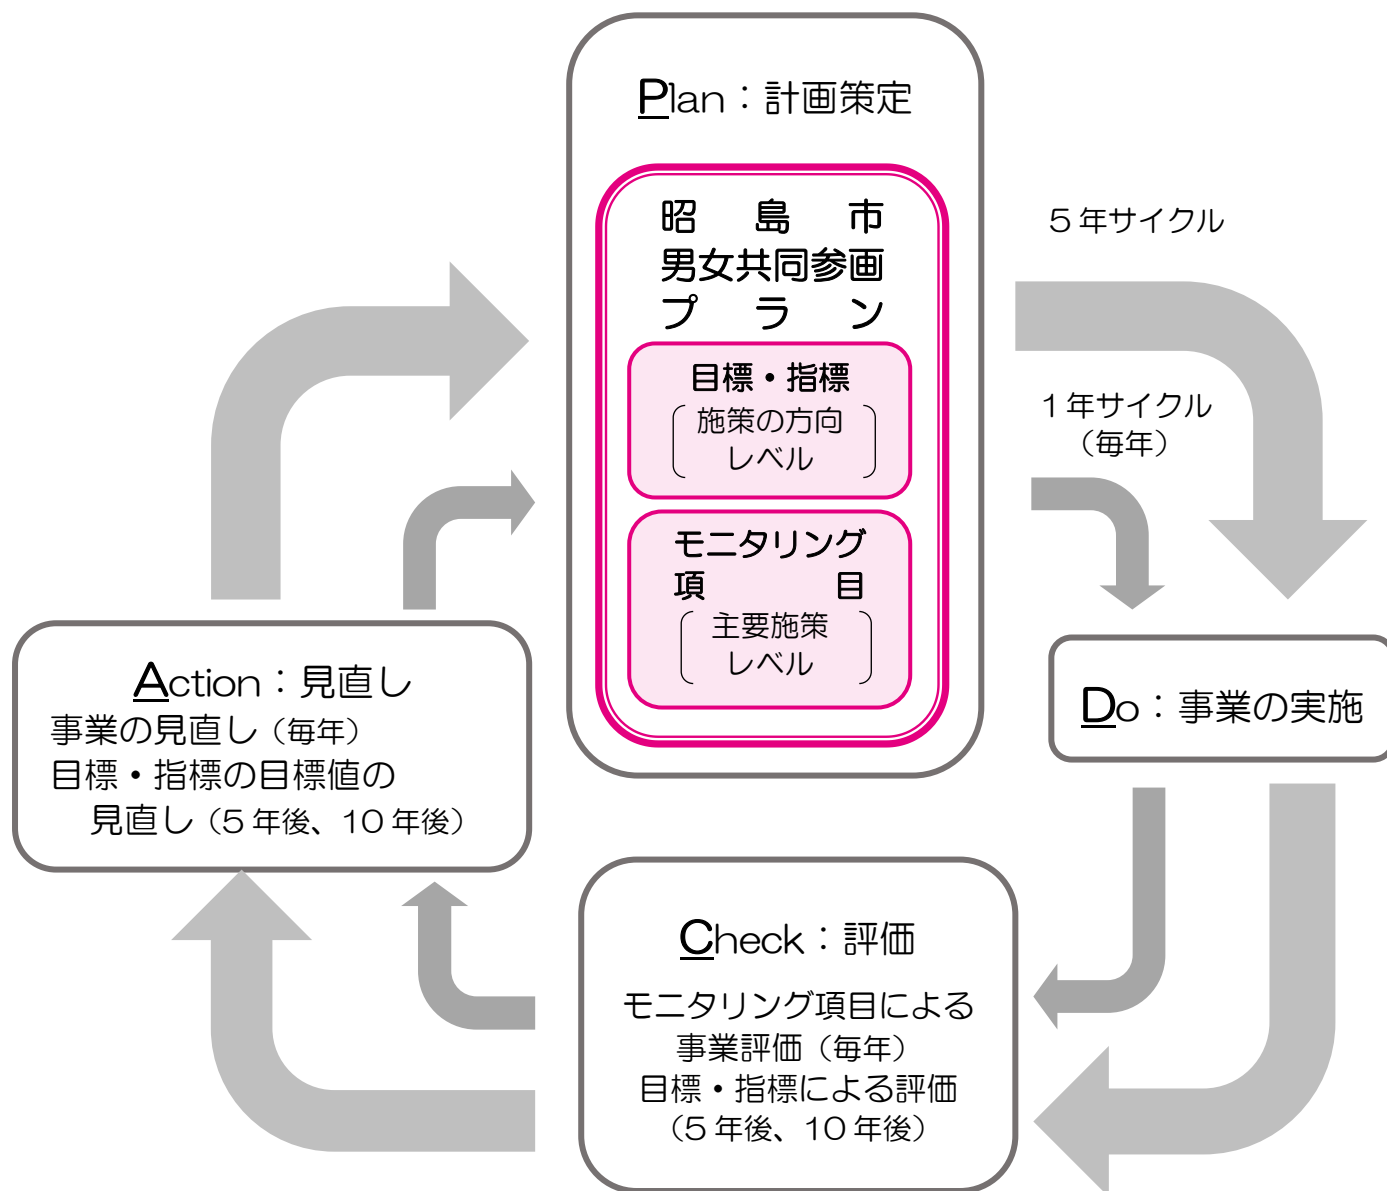 Plan：計画策定
昭島市
男女共同参画
プラン
目標・指標
施策の方向
レベル
モニタリング
項目
主要施策
レベル
5年サイクル
1年サイクル
（毎年）
Do：事業の実施
Check：評価
モニタリング項目による
事業評価（毎年）
目標・指標による評価
（5年後、10年後）
Action：見直し
事業の見直し（毎年）
目標・指標の目標値の
見直し（5年後、10年後）